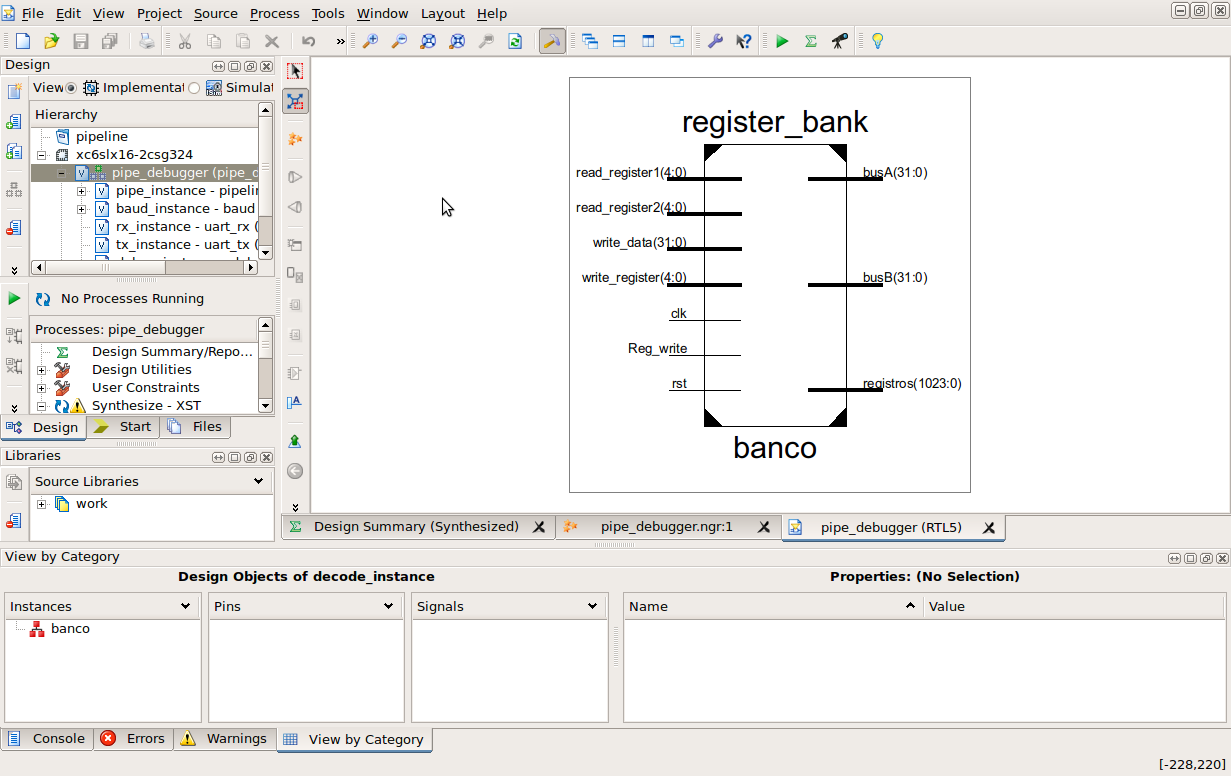 File Edit View Project Source Process Tools Window Layout Help
Design
View Implementat Simulat
Hierarchy
pipeline
xc6slx16-2csg324
pipe_debugger (pipe_d
pipe_instance - pipelin
baud_instance - baud
rx_instance - uart_rx (
tx_instance - uart_tx (
No Processes Running
Processes: pipe_debugger
Design Summary/Repo...
Design Utilities
User Constraints
Synthesize - XST
Design Start Files
Libraries
Source Libraries
work
register_bank
read_register1(4:0) busA(31:0)
read_register2(4:0)
write_data(31:0)
write_register(4:0) busB(31:0)
clk
Reg_write
rst registros(1023:0)
banco
Design Summary (Synthesized) pipe_debugger.ngr:1 pipe_debugger (RTL5)
View by Category
Design Objects of decode_instance Properties: (No Selection)
Instances Pins Signals Name Value
banco
Console Errors Warnings View by Category
[-228,220]